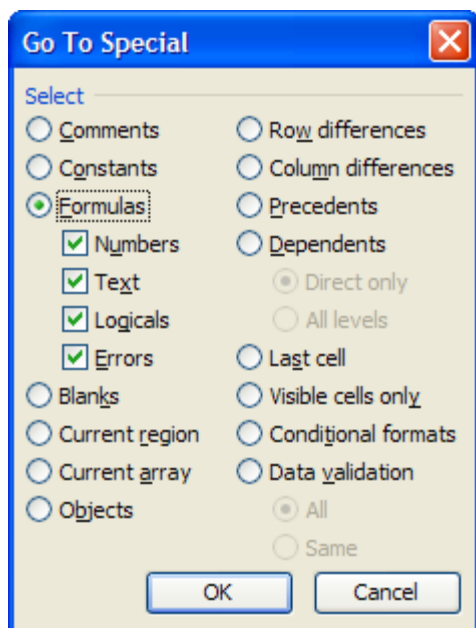 Go To Special
Select
Comments
Constants
Formulas
Numbers
Text
Logicals
Errors
Blanks
Current region
Current array
Objects
Row differences
Column differences
Precedents
Dependents
Direct only
All levels
Last cell
Visible cells only
Conditional formats
Data validation
All
Same
OK
Cancel